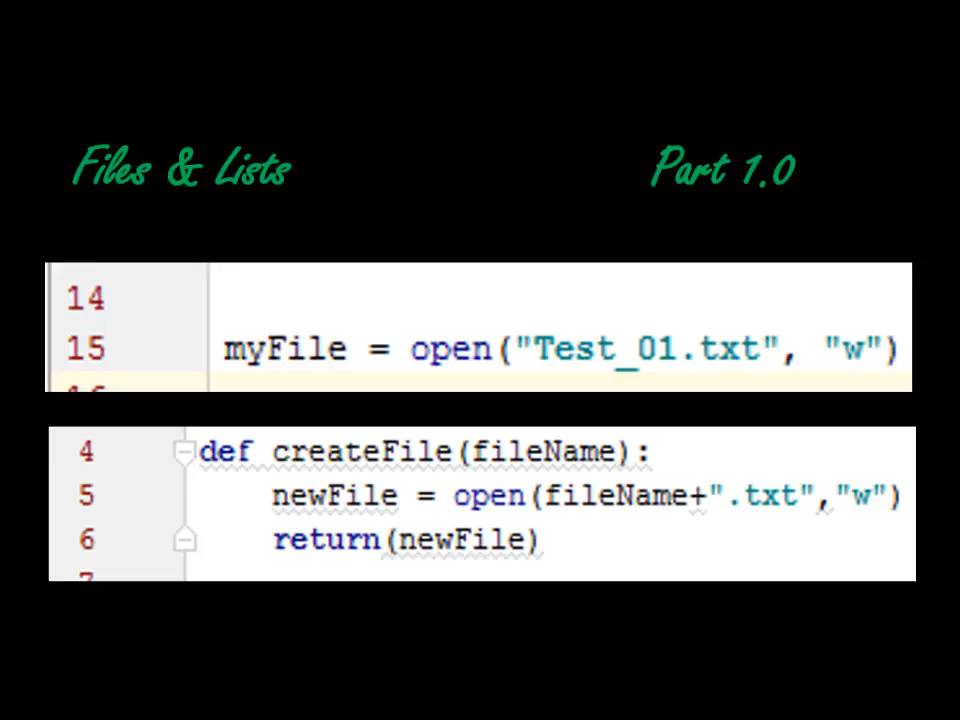 Files & Lists Part 1.0
14
15 myFile = open("Test_01.txt", "w")
4 def createFile(fileName):
5 newFile = open(fileName+".txt","w")
6 return(newFile)